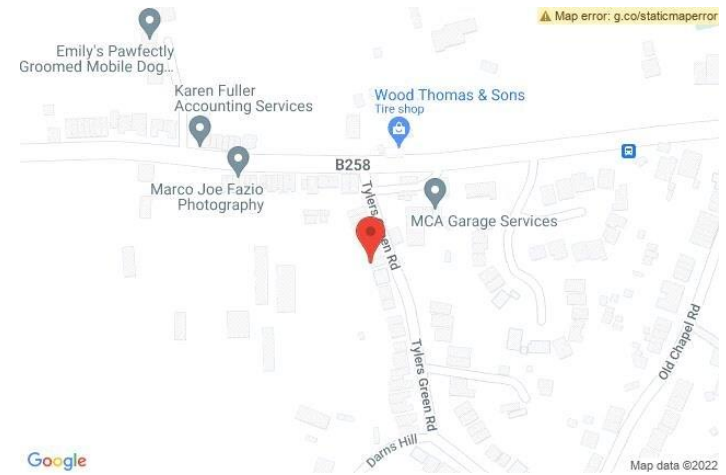 Map error: g.co/staticmaperror
Emily's Pawfectly
Groomed Mobile Dog...
Karen Fuller
Accounting Services
Wood Thomas & Sons
Tire shop
B258
Marco Joe Fazio
Photography
Tylers Green Rd
MCA Garage Services
Old Chapel Rd
Tylers Green Rd
Darns Hill
Google
Map data ©2022